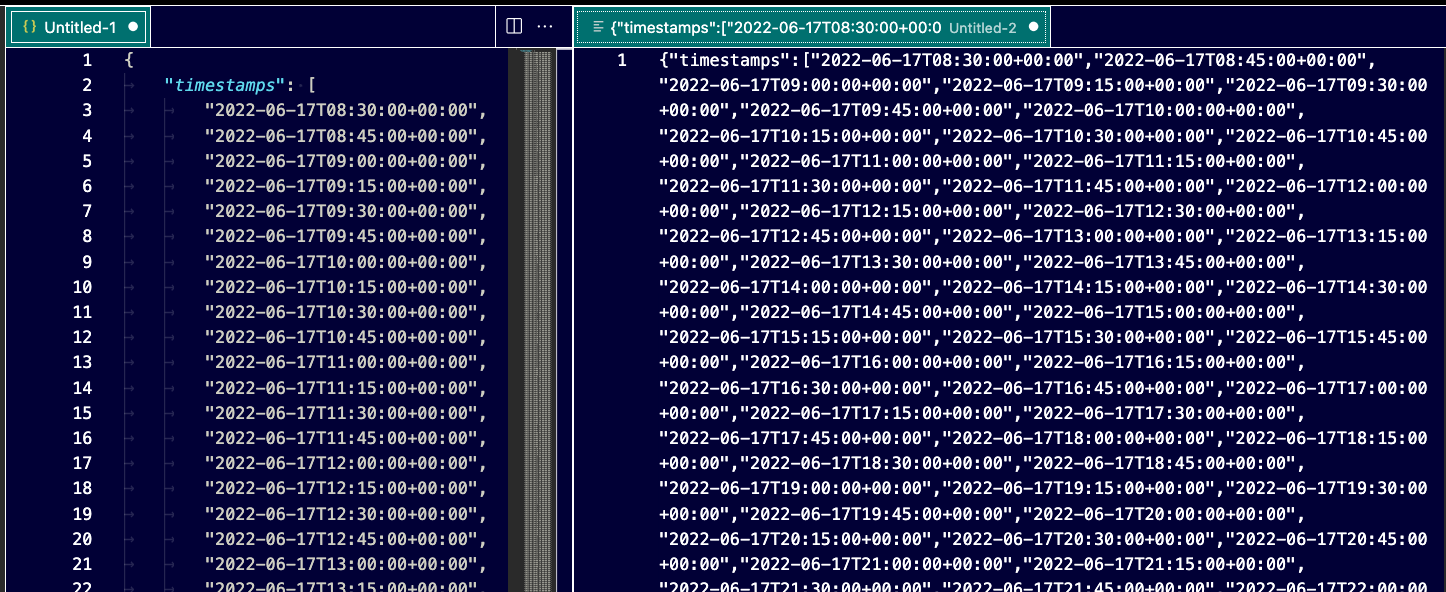 {} Untitled-1
{"timestamps":["2022-06-17T08:30:00+00:0 Untitled-2
1 {
2 "timestamps": [
3 "2022-06-17T08:30:00+00:00",
4 "2022-06-17T08:45:00+00:00",
5 "2022-06-17T09:00:00+00:00",
6 "2022-06-17T09:15:00+00:00",
7 "2022-06-17T09:30:00+00:00",
8 "2022-06-17T09:45:00+00:00",
9 "2022-06-17T10:00:00+00:00",
10 "2022-06-17T10:15:00+00:00",
11 "2022-06-17T10:30:00+00:00",
12 "2022-06-17T10:45:00+00:00",
13 "2022-06-17T11:00:00+00:00",
14 "2022-06-17T11:15:00+00:00",
15 "2022-06-17T11:30:00+00:00",
16 "2022-06-17T11:45:00+00:00",
17 "2022-06-17T12:00:00+00:00",
18 "2022-06-17T12:15:00+00:00",
19 "2022-06-17T12:30:00+00:00",
20 "2022-06-17T12:45:00+00:00",
21 "2022-06-17T13:00:00+00:00",
22 "2022-06-17T13:15:00+00:00",
1 {"timestamps":["2022-06-17T08:30:00+00:00","2022-06-17T08:45:00+00:00",
"2022-06-17T09:00:00+00:00","2022-06-17T09:15:00+00:00","2022-06-17T09:30:00
+00:00","2022-06-17T09:45:00+00:00","2022-06-17T10:00:00+00:00",
"2022-06-17T10:15:00+00:00","2022-06-17T10:30:00+00:00","2022-06-17T10:45:00
+00:00","2022-06-17T11:00:00+00:00","2022-06-17T11:15:00+00:00",
"2022-06-17T11:30:00+00:00","2022-06-17T11:45:00+00:00","2022-06-17T12:00:00
+00:00","2022-06-17T12:15:00+00:00","2022-06-17T12:30:00+00:00",
"2022-06-17T12:45:00+00:00","2022-06-17T13:00:00+00:00","2022-06-17T13:15:00
+00:00","2022-06-17T13:30:00+00:00","2022-06-17T13:45:00+00:00",
"2022-06-17T14:00:00+00:00","2022-06-17T14:15:00+00:00","2022-06-17T14:30:00
+00:00","2022-06-17T14:45:00+00:00","2022-06-17T15:00:00+00:00",
"2022-06-17T15:15:00+00:00","2022-06-17T15:30:00+00:00","2022-06-17T15:45:00
+00:00","2022-06-17T16:00:00+00:00","2022-06-17T16:15:00+00:00",
"2022-06-17T16:30:00+00:00","2022-06-17T16:45:00+00:00","2022-06-17T17:00:00
+00:00","2022-06-17T17:15:00+00:00","2022-06-17T17:30:00+00:00",
"2022-06-17T17:45:00+00:00","2022-06-17T18:00:00+00:00","2022-06-17T18:15:00
+00:00","2022-06-17T18:30:00+00:00","2022-06-17T18:45:00+00:00",
"2022-06-17T19:00:00+00:00","2022-06-17T19:15:00+00:00","2022-06-17T19:30:00
+00:00","2022-06-17T19:45:00+00:00","2022-06-17T20:00:00+00:00",
"2022-06-17T20:15:00+00:00","2022-06-17T20:30:00+00:00","2022-06-17T20:45:00
+00:00","2022-06-17T21:00:00+00:00","2022-06-17T21:15:00+00:00",
"2022-06-17T21:30:00+00:00","2022-06-17T21:45:00+00:00","2022-06-17T22:00:00